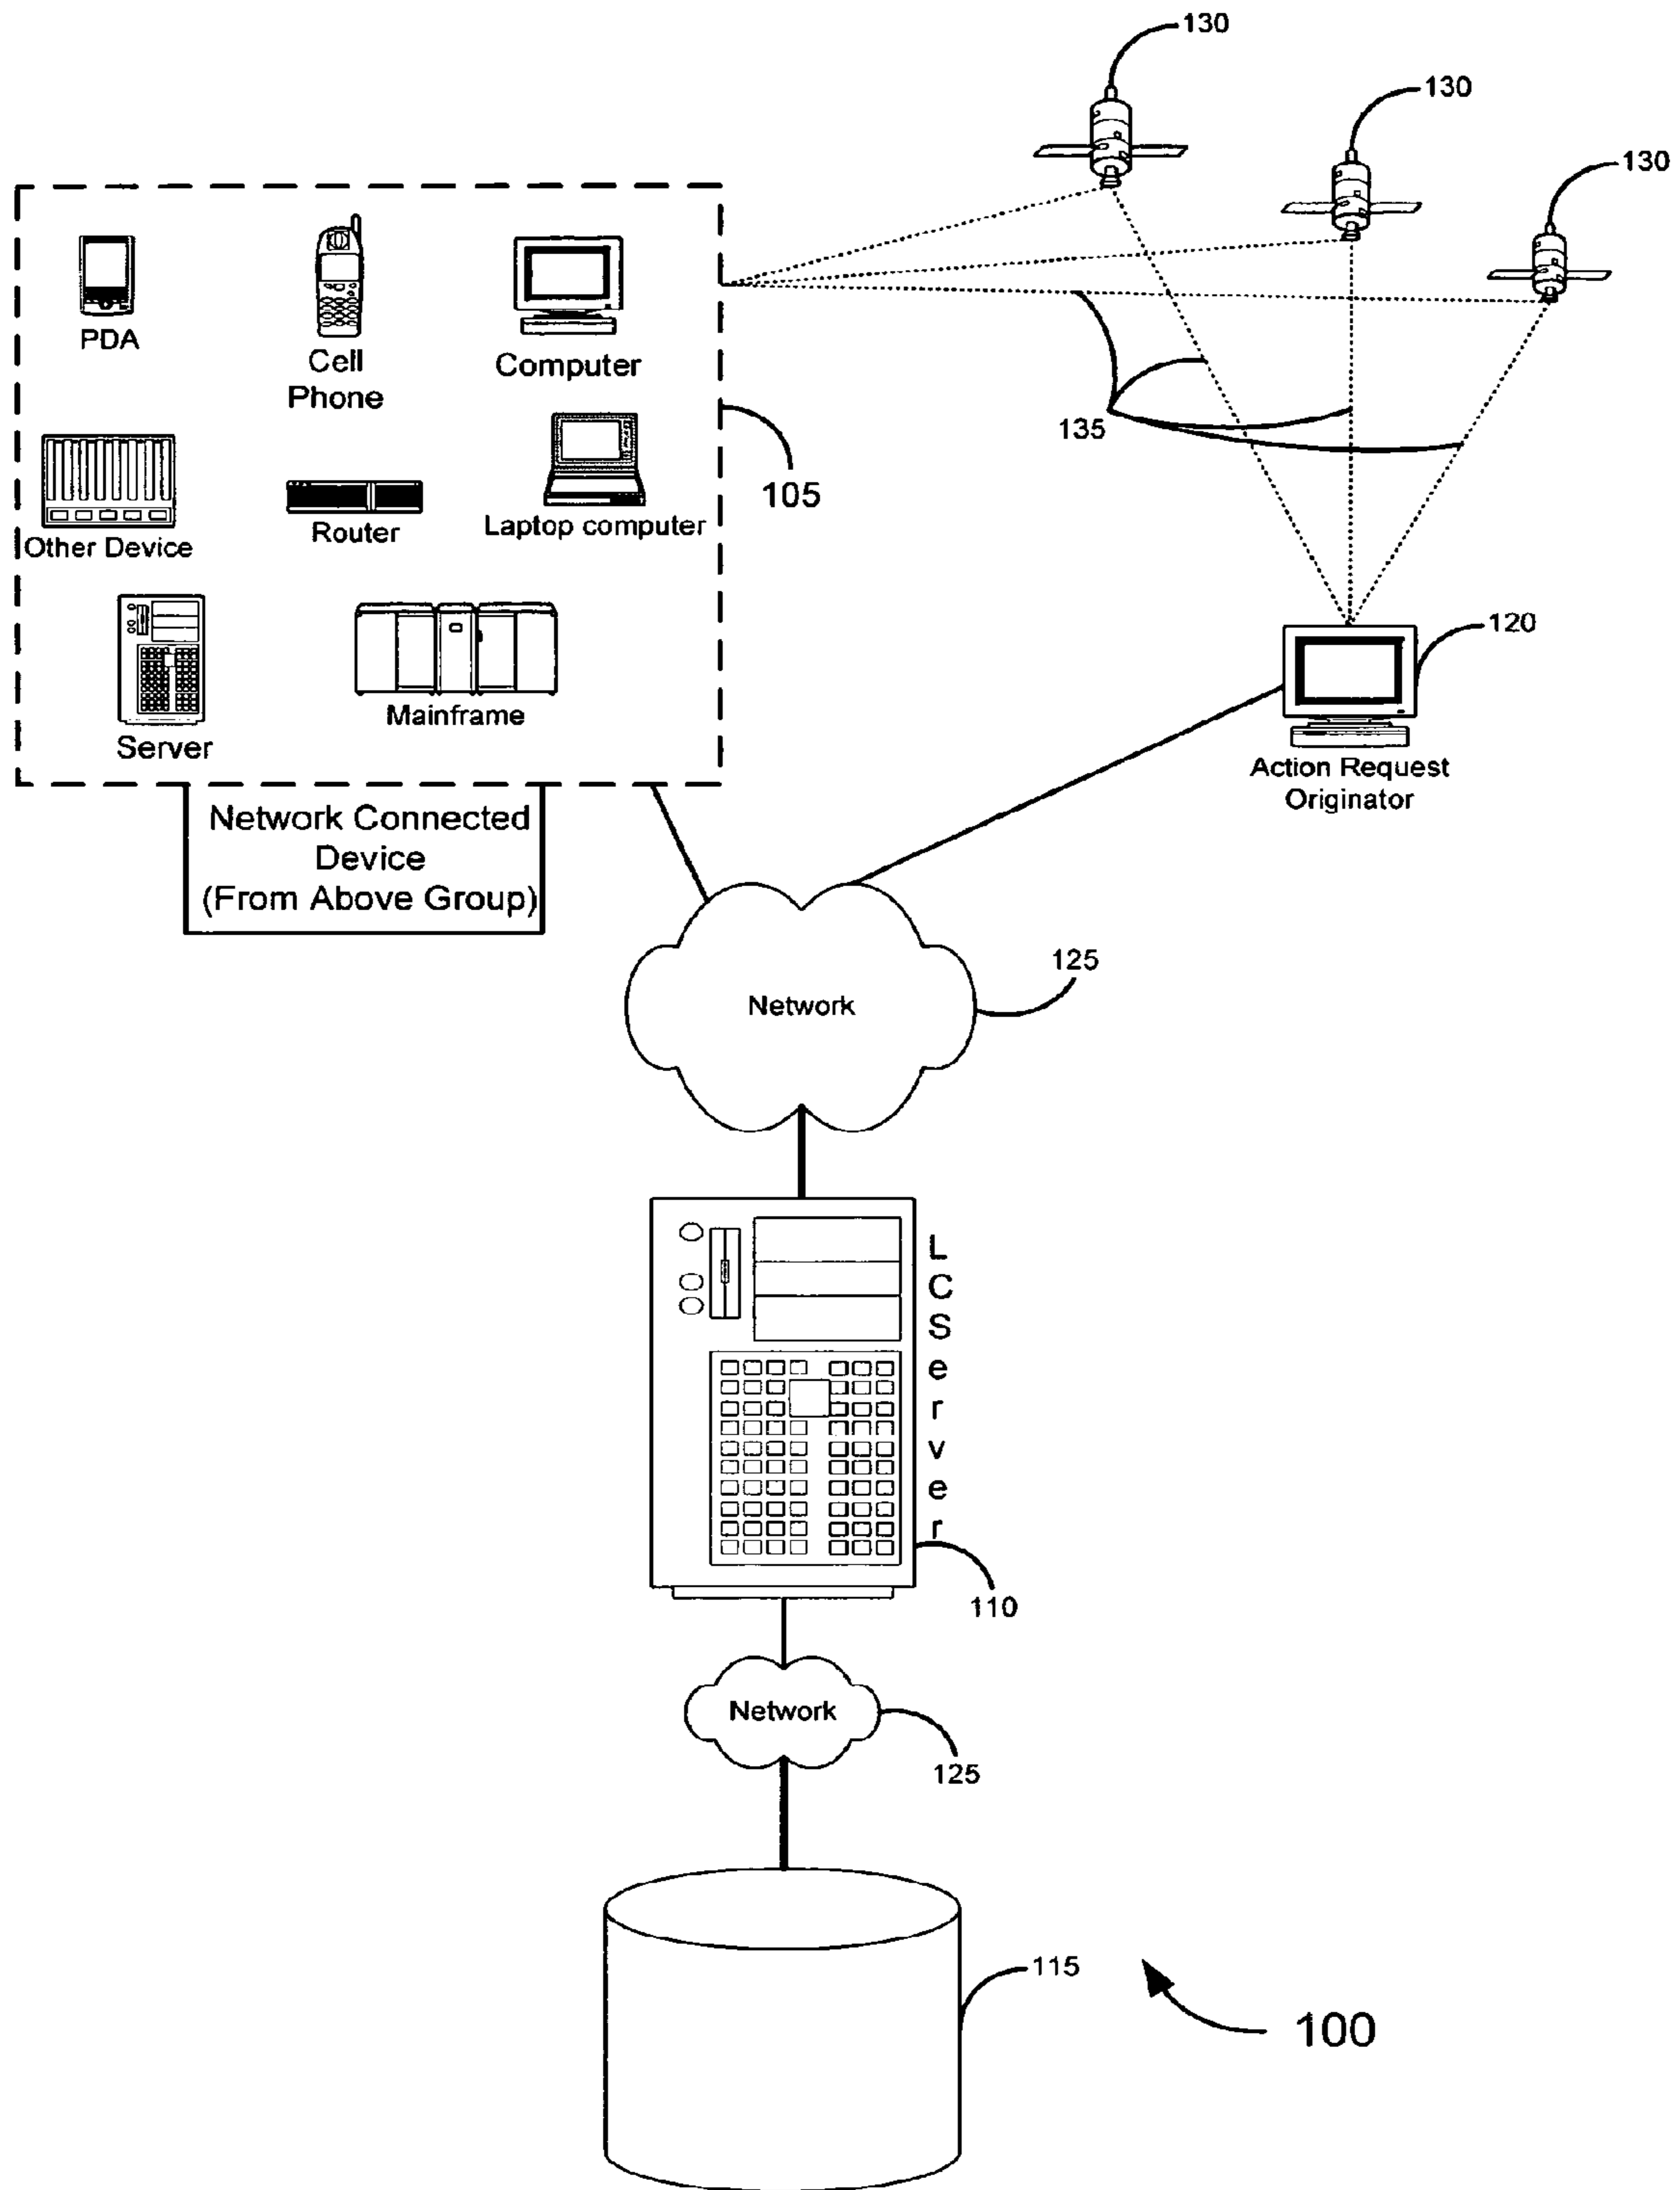 130
130
130
PDA
Cell
Phone
Computer
135
105
Other Device
Router
Laptop computer
120
Server
Mainframe
Action Request
Originator
Network Connected
Device
(From Above Group)
125
Network
LCServer
110
Network
125
115
100